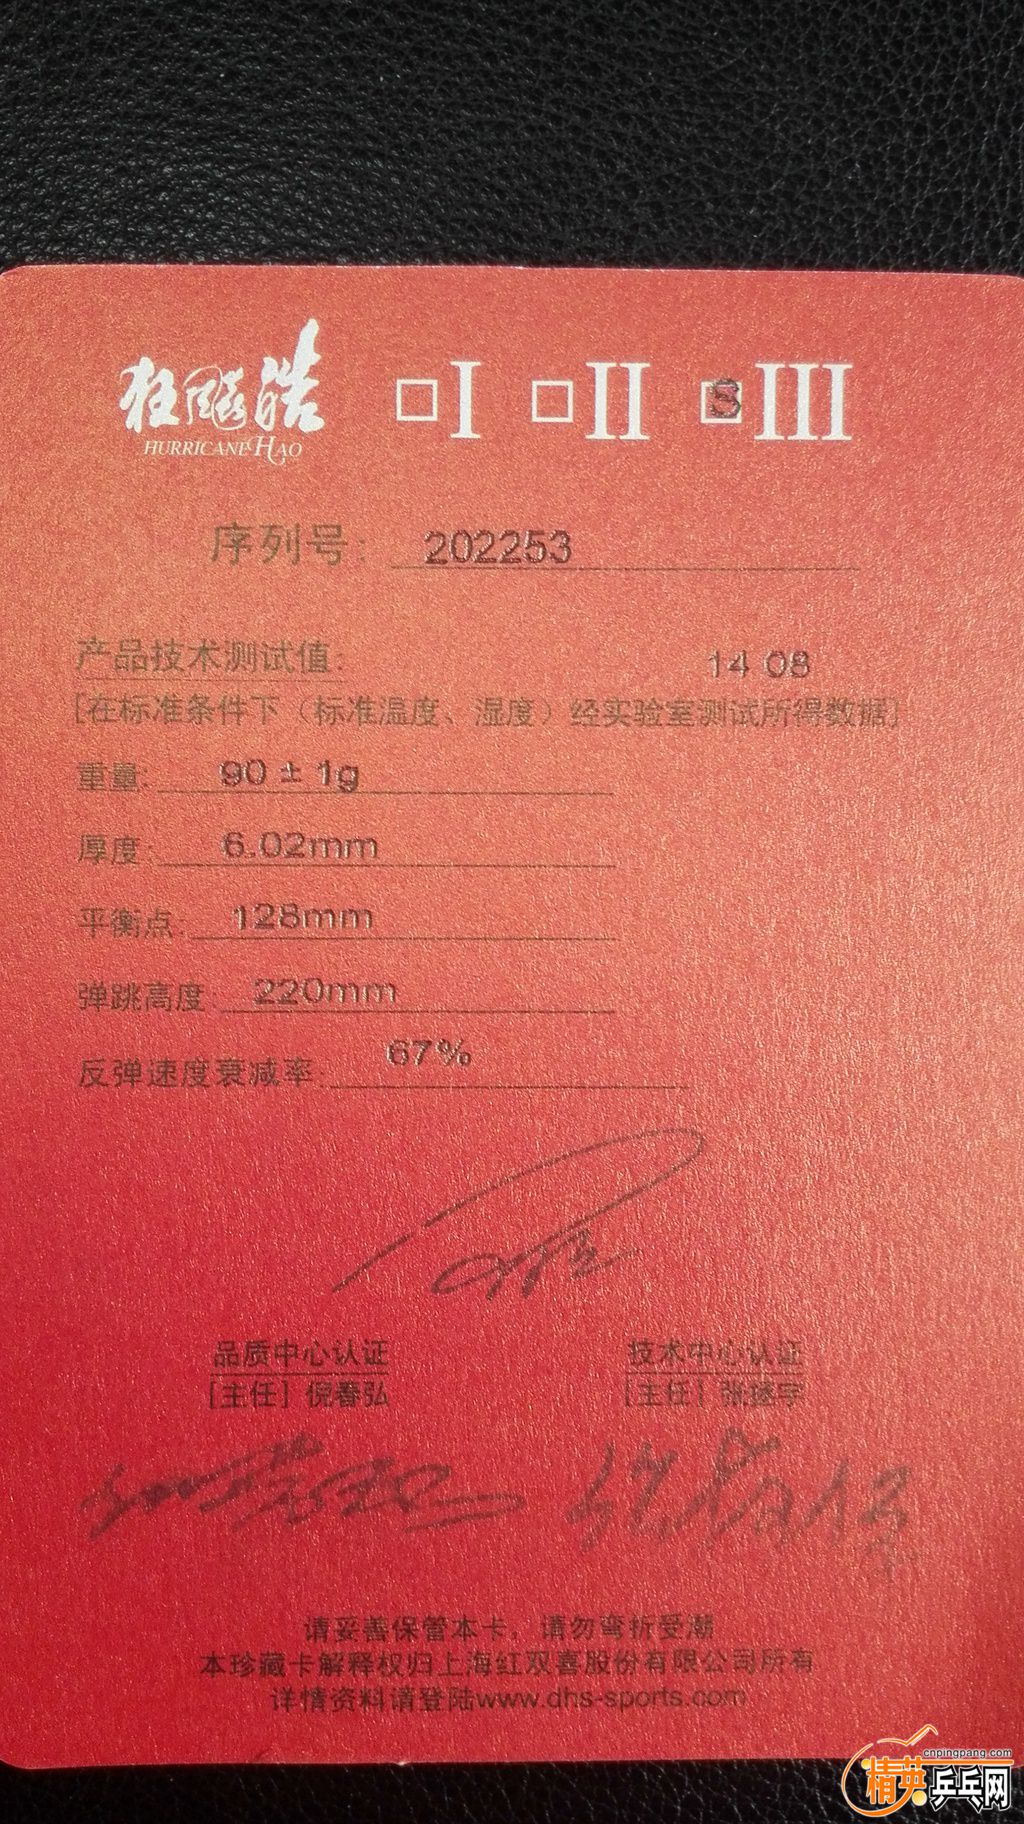 狂飚浩 □I □II S III
HURRICANE HAO
序列号: 202253
产品技术测试值: 14 08
[在标准条件下（标准温度、湿度）经实验室测试所得数据]
重量: 90 ± 1g
厚度: 6.02mm
平衡点: 128mm
弹跳高度: 220mm
反弹速度衰减率: 67%
品质中心认证 技术中心认证
[主任] 倪春弘 [主任] 张遂宇
请妥善保管本卡，请勿弯折受潮
本珍藏卡解释权归上海红双喜股份有限公司所有
详情资料请登陆www.dhs-sports.com
cnpingpang.com
精英乒乓网